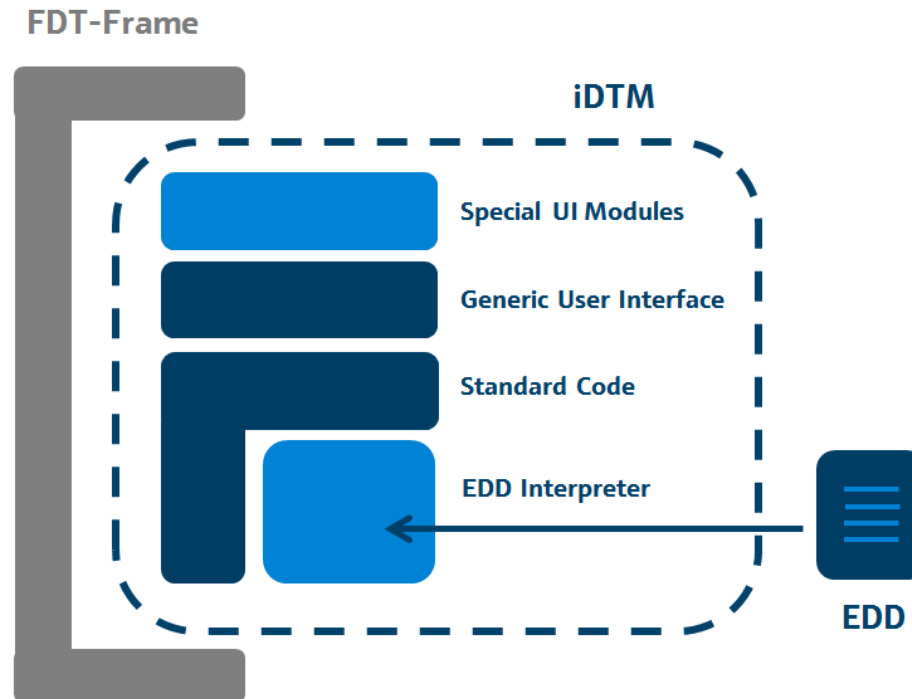 FDT-Frame
iDTM
Special UI Modules
Generic User Interface
Standard Code
EDD Interpreter
EDD